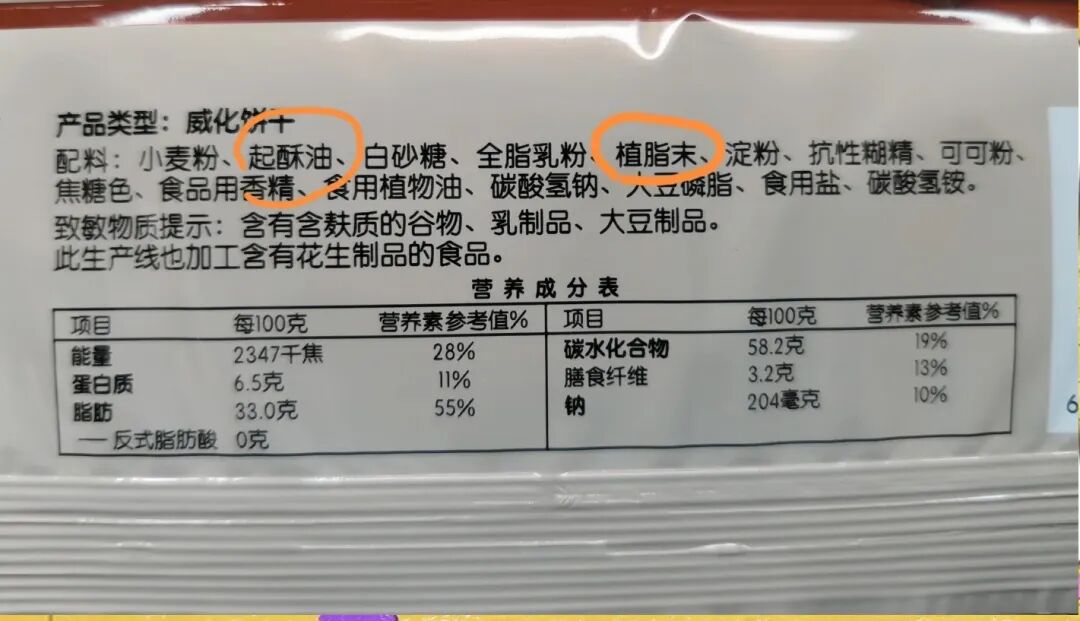 产品类型：威化饼干
配料：小麦粉、起酥油、白砂糖、全脂乳粉、植脂末、淀粉、抗性糊精、可可粉、
焦糖色、食品用香精、食用植物油、碳酸氢钠、大豆磷脂、食用盐、碳酸氢铵。
致敏物质提示：含有含麸质的谷物、乳制品、大豆制品。
此生产线也加工含有花生制品的食品。
营养成分表
项目 每100克 营养素参考值% 项目 每100克 营养素参考值%
能量 2347千焦 28% 碳水化合物 58.2克 19%
蛋白质 6.5克 11% 膳食纤维 3.2克 13%
脂肪 33.0克 55% 钠 204毫克 10%
—反式脂肪酸 0克
6